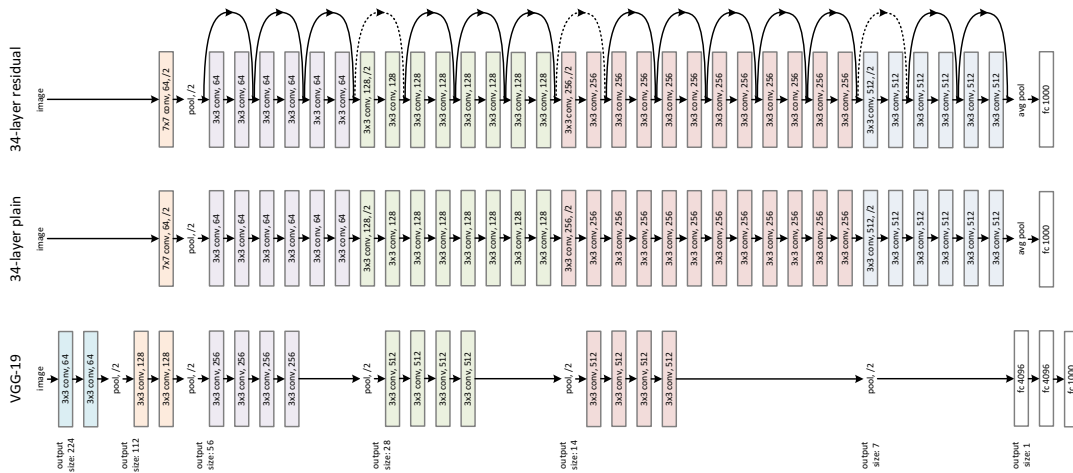 34-layer residual
image
7x7 conv, 64, /2
pool, /2
3x3 conv, 64
3x3 conv, 64
3x3 conv, 64
3x3 conv, 64
3x3 conv, 64
3x3 conv, 64
3x3 conv, 128, /2
3x3 conv, 128
3x3 conv, 128
3x3 conv, 128
3x3 conv, 128
3x3 conv, 128
3x3 conv, 128
3x3 conv, 128
3x3 conv, 256, /2
3x3 conv, 256
3x3 conv, 256
3x3 conv, 256
3x3 conv, 256
3x3 conv, 256
3x3 conv, 256
3x3 conv, 256
3x3 conv, 256
3x3 conv, 256
3x3 conv, 256
3x3 conv, 256
3x3 conv, 512, /2
3x3 conv, 512
3x3 conv, 512
3x3 conv, 512
3x3 conv, 512
3x3 conv, 512
avg pool
fc 1000
34-layer plain
image
7x7 conv, 64, /2
pool, /2
3x3 conv, 64
3x3 conv, 64
3x3 conv, 64
3x3 conv, 64
3x3 conv, 64
3x3 conv, 64
3x3 conv, 128, /2
3x3 conv, 128
3x3 conv, 128
3x3 conv, 128
3x3 conv, 128
3x3 conv, 128
3x3 conv, 128
3x3 conv, 128
3x3 conv, 256, /2
3x3 conv, 256
3x3 conv, 256
3x3 conv, 256
3x3 conv, 256
3x3 conv, 256
3x3 conv, 256
3x3 conv, 256
3x3 conv, 256
3x3 conv, 256
3x3 conv, 256
3x3 conv, 256
3x3 conv, 512, /2
3x3 conv, 512
3x3 conv, 512
3x3 conv, 512
3x3 conv, 512
3x3 conv, 512
avg pool
fc 1000
VGG-19
image
3x3 conv, 64
3x3 conv, 64
pool, /2
3x3 conv, 128
3x3 conv, 128
pool, /2
3x3 conv, 256
3x3 conv, 256
3x3 conv, 256
3x3 conv, 256
pool, /2
3x3 conv, 512
3x3 conv, 512
3x3 conv, 512
3x3 conv, 512
pool, /2
3x3 conv, 512
3x3 conv, 512
3x3 conv, 512
3x3 conv, 512
pool, /2
fc 4096
fc 4096
fc 1000
output
size: 224
output
size: 112
output
size: 56
output
size: 28
output
size: 14
output
size: 7
output
size: 1